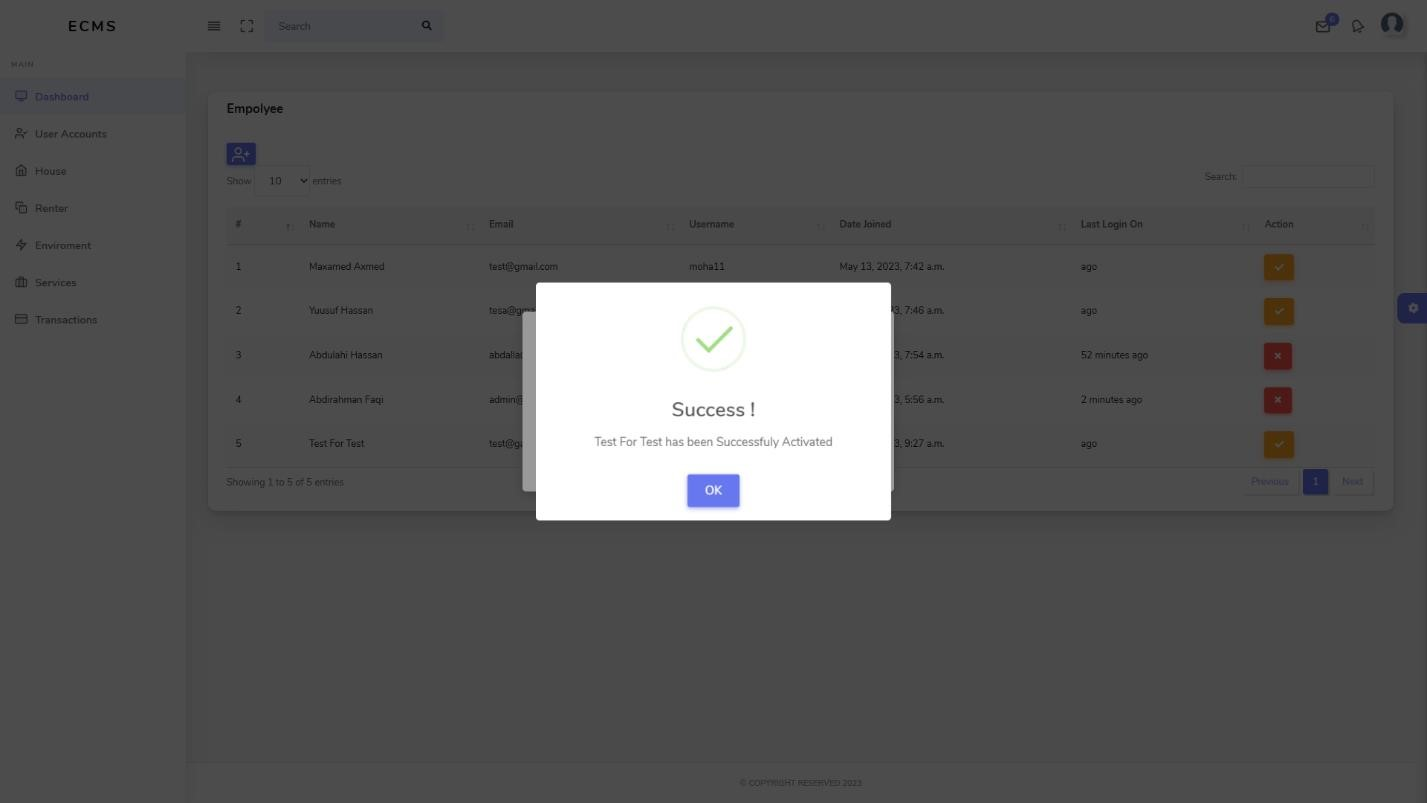 ECMS
Search
6
MAIN
Dashboard
User Accounts
House
Renter
Enviroment
Services
Transactions
Empolyee
Show 10 entries
Search:
# Name Email Username Date Joined Last Login On Action
1 Maxamed Axmed test@gmail.com moha11 May 13, 2023, 7:42 a.m. ago
2 Yuusuf Hassan 3, 7:46 a.m. ago
3 Abdulahi Hassan 3, 7:54 a.m. 52 minutes ago
4 Abdirahman Faqi admin@ 3, 5:56 a.m. 2 minutes ago
5 Test For Test 3, 9:27 a.m. ago
Showing 1 to 5 of 5 entries
Previous 1 Next
Success !
Test For Test has been Successfuly Activated
OK
© COPYRIGHT RESERVED 2023